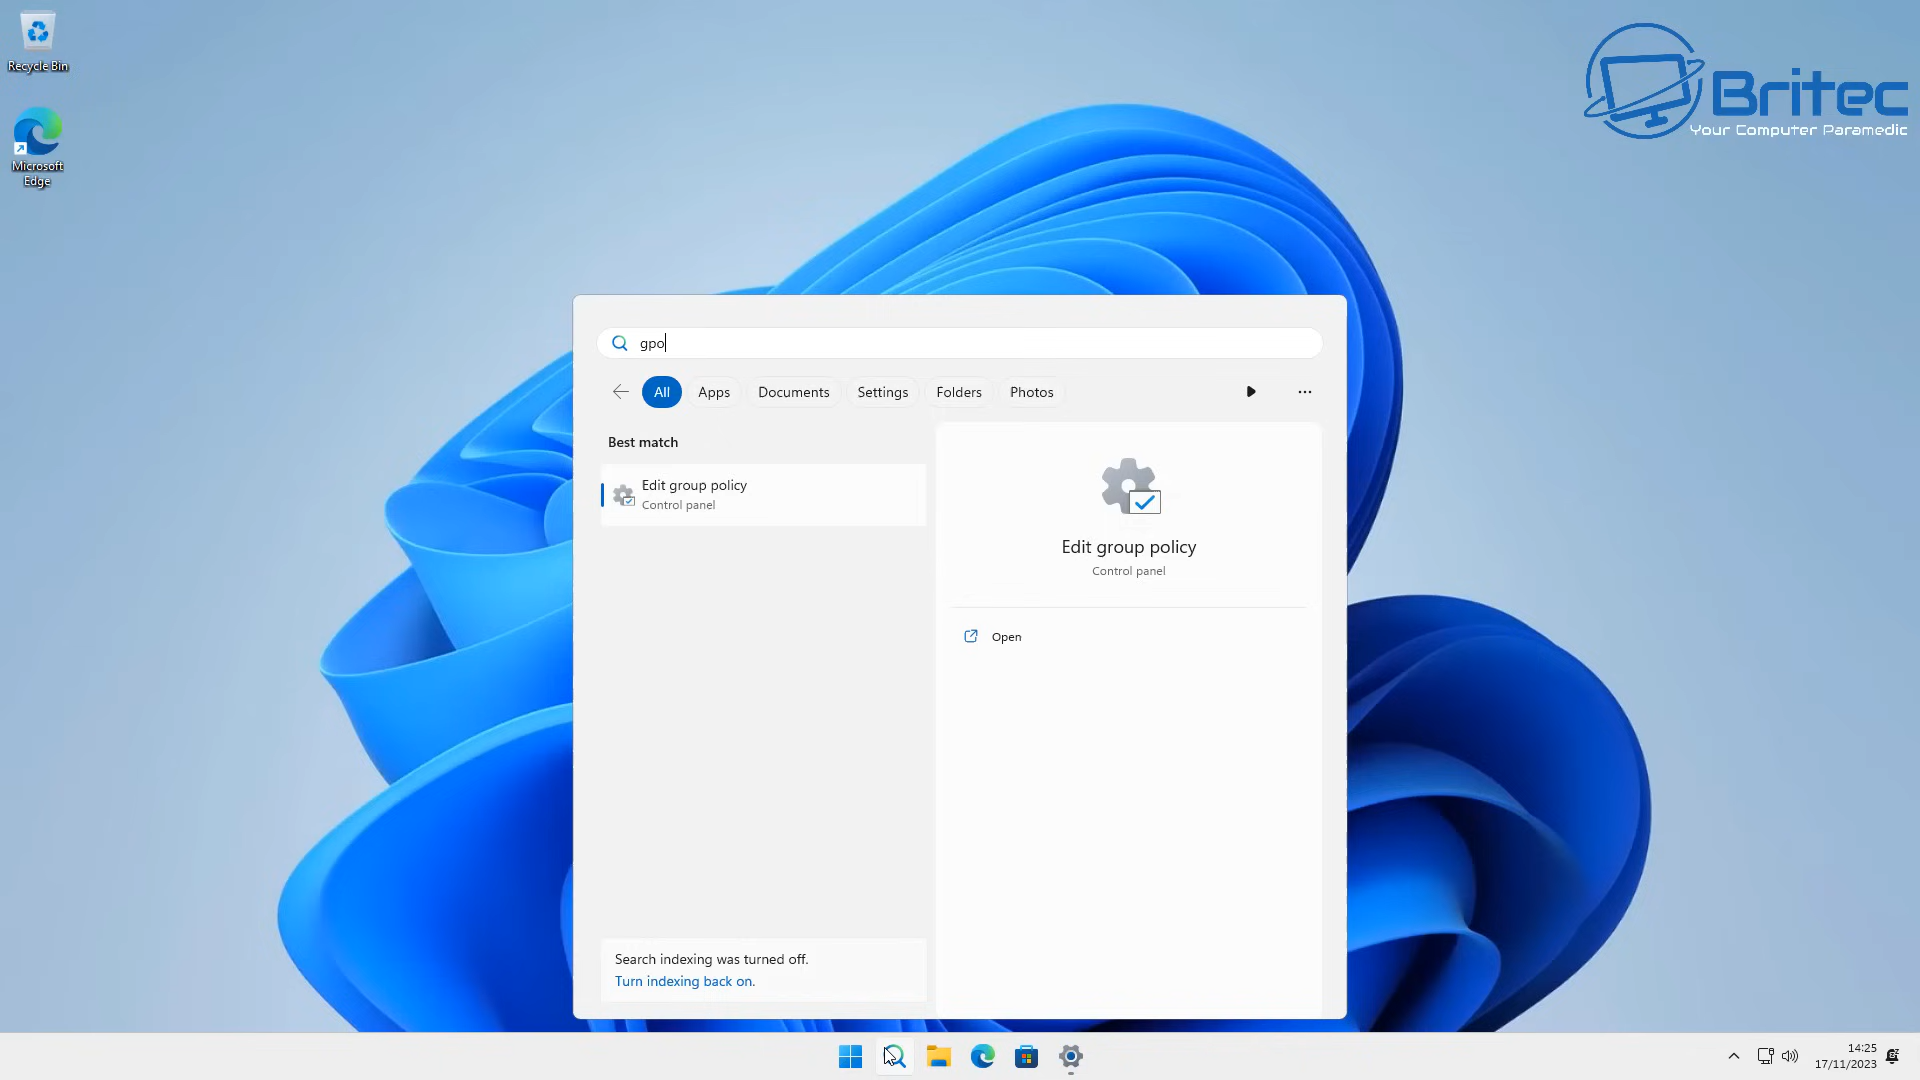 Recycle Bin
Microsoft
Edge
Britec
Your Computer Paramedic
gpo
All
Apps
Documents
Settings
Folders
Photos
Best match
Edit group policy
Control panel
Edit group policy
Control panel
Open
Search indexing was turned off.
Turn indexing back on.
14:25
17/11/2023